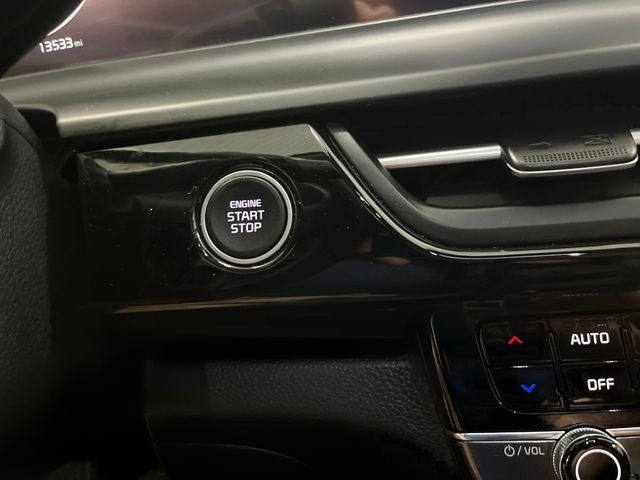 13533 mi
ENGINE
START
STOP
AUTO
OFF
/ VOL